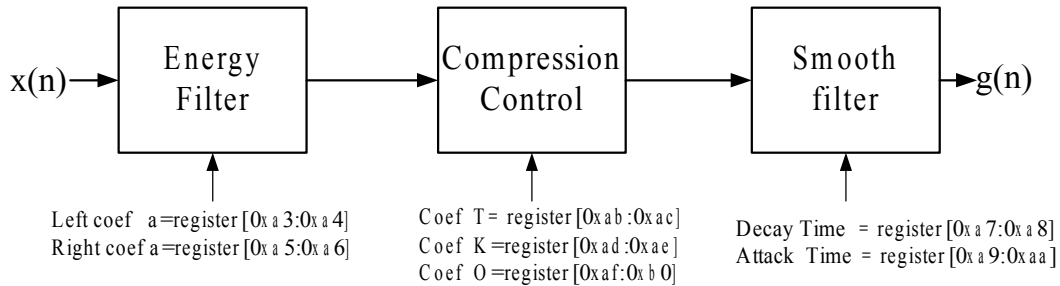 x(n)
Energy
Filter
Compression
Control
Smooth
filter
g(n)
Left coef a=register[0xa3:0xa4]
Right coef a=register[0xa5:0xa6]
Coef T= register[0xab:0xac]
Coef K=register[0xad:0xae]
Coef O=register[0xaf:0xb0]
Decay Time = register[0xa7:0xa8]
Attack Time = register[0xa9:0xaa]